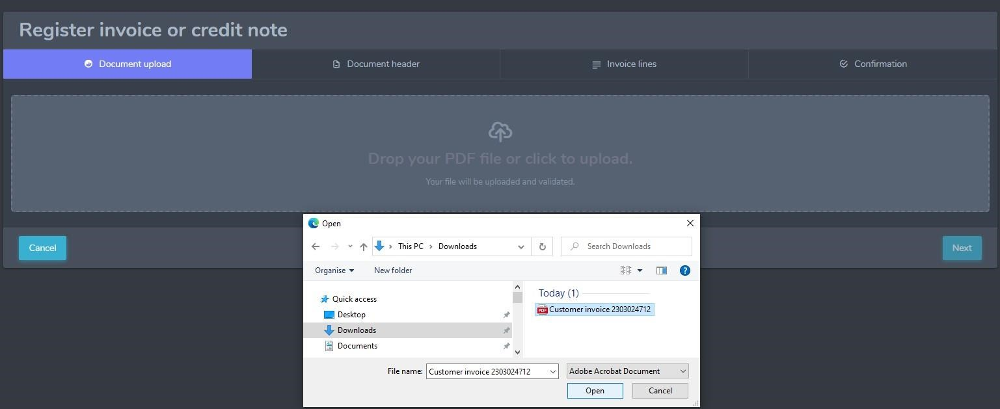 Register invoice or credit note
Document upload
Document header
Invoice lines
Confirmation
Drop your PDF file or click to upload.
Your file will be uploaded and validated.
Cancel
Next
Open
This PC
Downloads
Search Downloads
Organise
New folder
?
Quick access
Desktop
Downloads
Documents
Today (1)
PDF Customer invoice 2303024712
File name: Customer invoice 2303024712
Adobe Acrobat Document
Open
Cancel